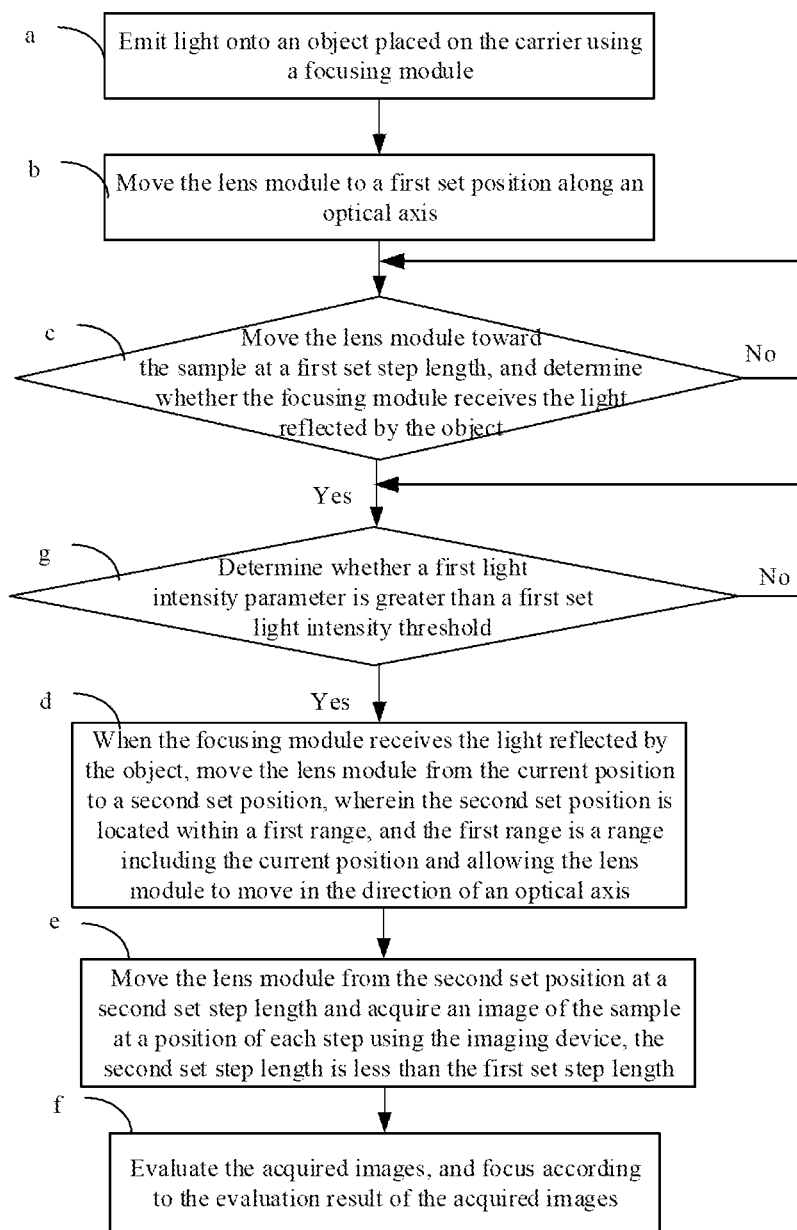 a
Emit light onto an object placed on the carrier using
a focusing module
b
Move the lens module to a first set position along an
optical axis
c
Move the lens module toward
the sample at a first set step length, and determine
whether the focusing module receives the light
reflected by the object
No
Yes
g
Determine whether a first light
intensity parameter is greater than a first set
light intensity threshold
No
Yes
d
When the focusing module receives the light reflected by
the object, move the lens module from the current position
to a second set position, wherein the second set position is
located within a first range, and the first range is a range
including the current position and allowing the lens
module to move in the direction of an optical axis
e
Move the lens module from the second set position at a
second set step length and acquire an image of the sample
at a position of each step using the imaging device, the
second set step length is less than the first set step length
f
Evaluate the acquired images, and focus according
to the evaluation result of the acquired images